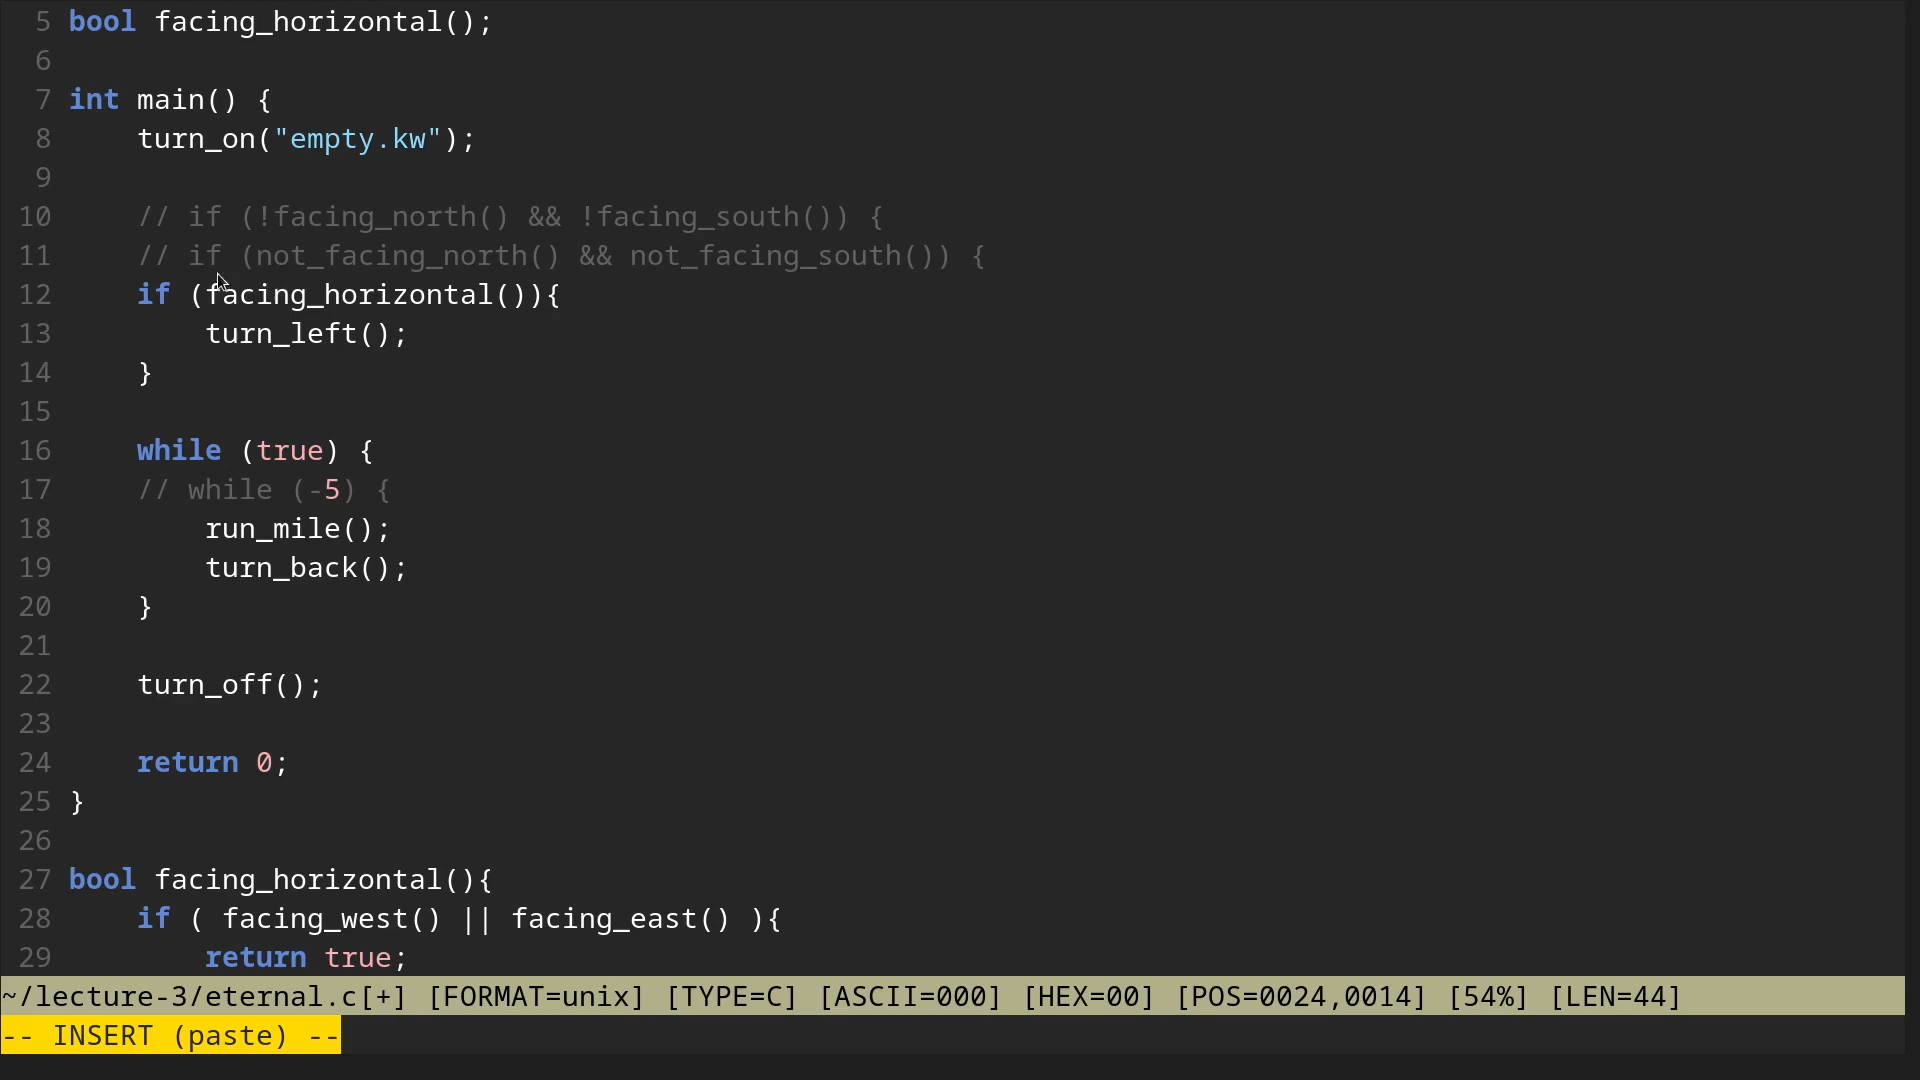 5 bool facing_horizontal();
6
7 int main() {
8     turn_on("empty.kw");
9
10     // if (!facing_north() && !facing_south()) {
11     // if (not_facing_north() && not_facing_south()) {
12     if (facing_horizontal()){
13         turn_left();
14     }
15
16     while (true) {
17     // while (-5) {
18         run_mile();
19         turn_back();
20     }
21
22     turn_off();
23
24     return 0;
25 }
26
27 bool facing_horizontal(){
28     if ( facing_west() || facing_east() ){
29         return true;
~/lecture-3/eternal.c[+] [FORMAT=unix] [TYPE=C] [ASCII=000] [HEX=00] [POS=0024,0014] [54%] [LEN=44]
-- INSERT (paste) --